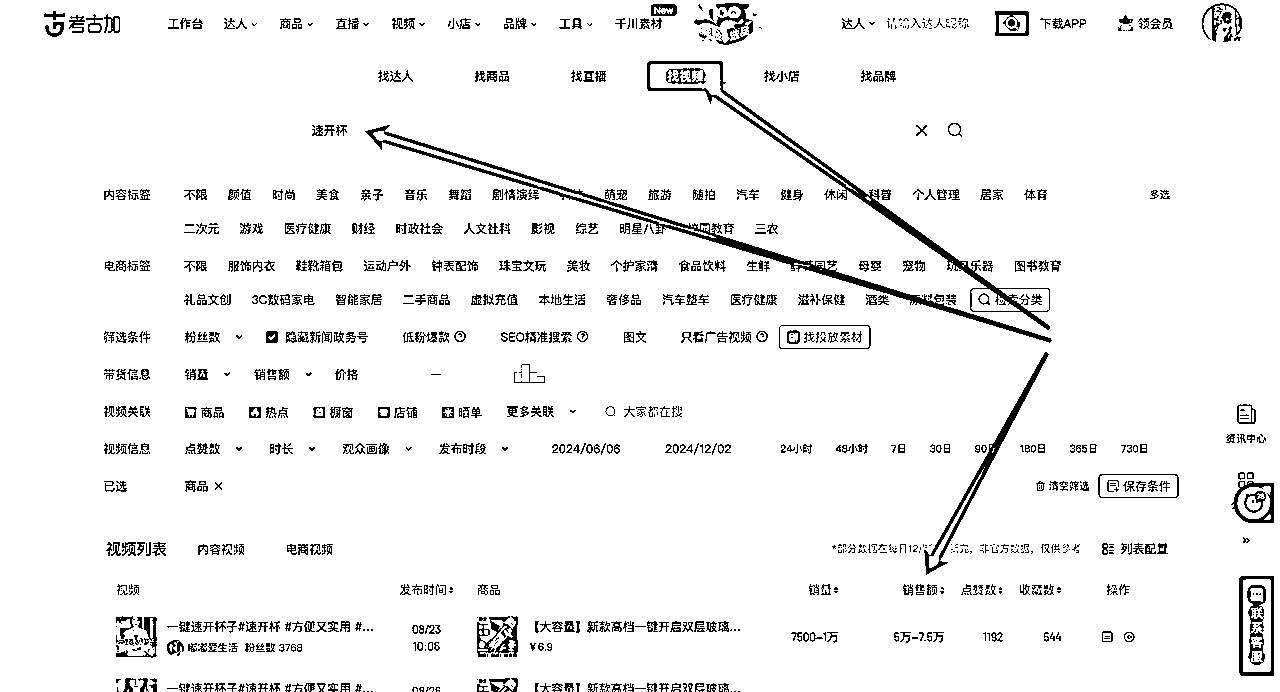 考古加 工作台 达人 商品 直播 视频 小店 品牌 工具 千川素材 New 达人 请输入达人昵称 下载APP 领会员
找达人 找商品 找直播 找视频 找小店 找品牌
速开杯
内容标签 不限 颜值 时尚 美食 亲子 音乐 舞蹈 剧情演绎 萌宠 旅游 随拍 汽车 健身 休闲 科普 个人管理 居家 体育 多选
二次元 游戏 医疗健康 财经 时政社会 人文社科 影视 综艺 明星八卦 校园教育 三农
电商标签 不限 服饰内衣 鞋靴箱包 运动户外 钟表配饰 珠宝文玩 美妆 个护家清 食品饮料 生鲜 母婴 宠物 玩具乐器 图书教育
礼品文创 3C数码家电 智能家居 二手商品 虚拟充值 本地生活 奢侈品 汽车整车 医疗健康 滋补保健 酒类 原料包装 检索分类
筛选条件 粉丝数 隐藏新闻政务号 低粉爆款 SEO精准搜索 图文 只看广告视频 找投放素材
带货信息 销量 销售额 价格 —
视频关联 商品 热点 橱窗 店铺 晒单 更多关联 大家都在搜
视频信息 点赞数 时长 观众画像 发布时段 2024/06/06 2024/12/02 24小时 48小时 7日 30日 90日 180日 365日 730日
已选 商品 × 清空筛选 保存条件
资讯中心
视频列表 内容视频 电商视频 非官方数据，仅供参考 列表配置
视频 发布时间 商品 销量 销售额 点赞数 收藏数 操作
一键速开杯子#速开杯 #方便又实用 #... 08/23 【大容量】新款高档一键开启双层玻璃... 7500-1万 5万-7.5万 1192 544
爱生活 粉丝数 3768 10:06 ¥6.9
联系客服
一键速开杯子#速开杯 #方便又实用 #... 08/26 【大容量】新款高档一键开启双层玻璃...